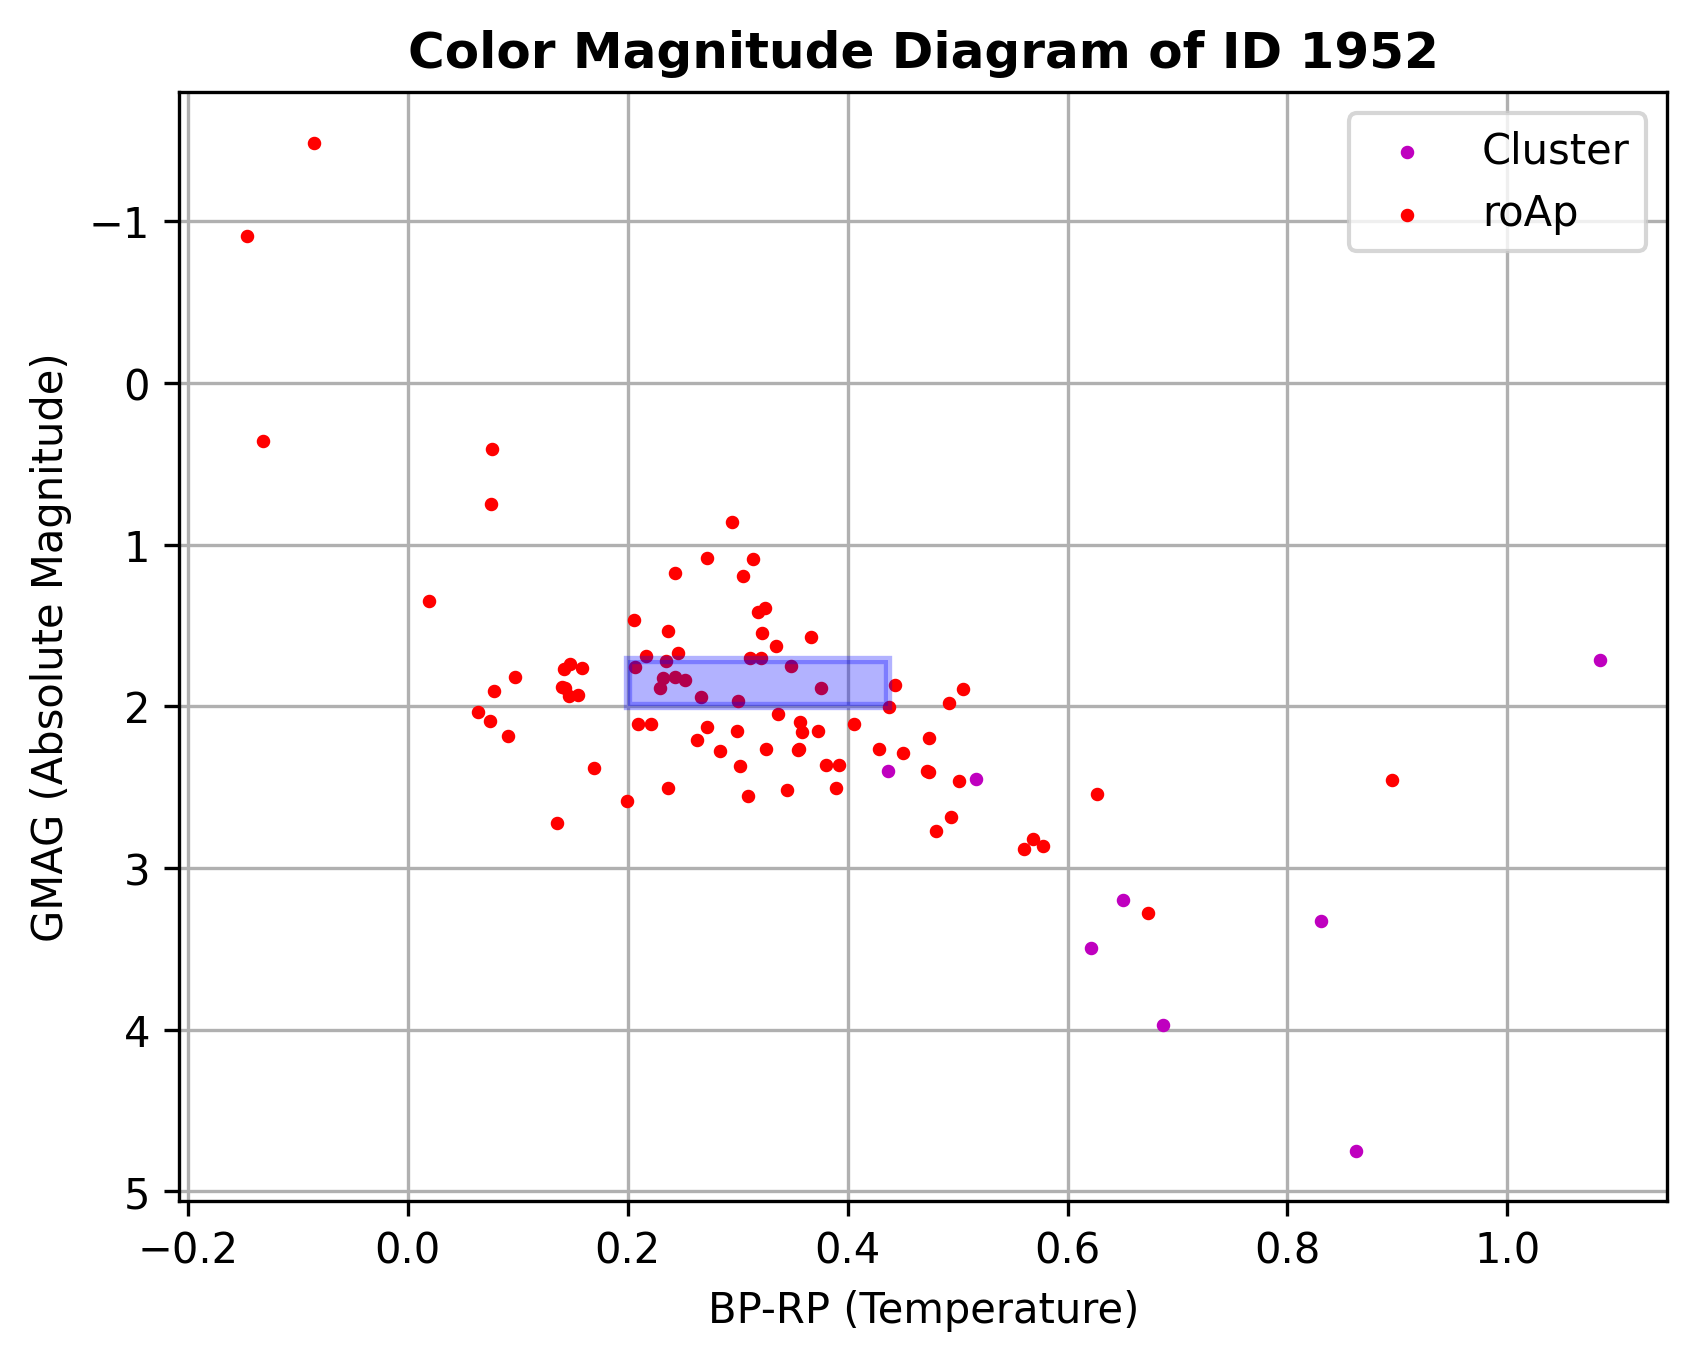 Color Magnitude Diagram of ID 1952
Cluster
roAp
GMAG (Absolute Magnitude)
−1
0
1
2
3
4
5
−0.2
0.0
0.2
0.4
0.6
0.8
1.0
BP-RP (Temperature)